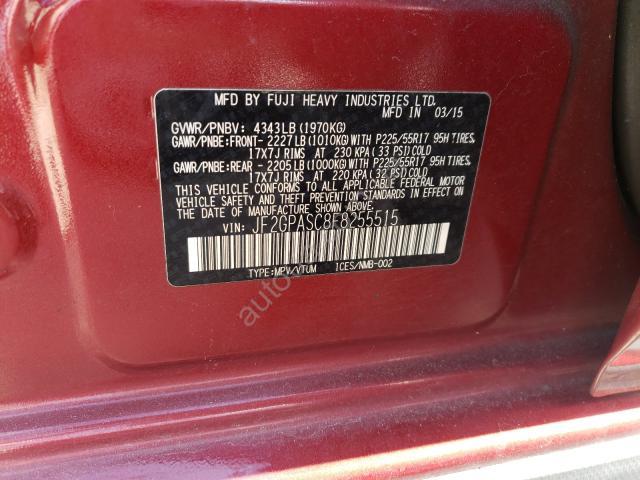 MFD BY FUJI HEAVY INDUSTRIES LTD.
MFD IN 03/15
GVWR/PNBV: 4343LB(1970KG)
GAWR/PNBE:FRONT- 2227LB(1010KG)WITH P225/55R17 95H TIRES,
17X7J RIMS AT 230 KPA(33 PSI)COLD
GAWR/PNBE:REAR - 2205LB(1000KG)WITH P225/55R17 95H TIRES,
17X7J RIMS AT 220 KPA(32 PSI)COLD
THIS VEHICLE CONFORMS TO ALL APPLICABLE FEDERAL MOTOR
VEHICLE SAFETY AND THEFT PREVENTION STANDARDS IN EFFECT
ON THE DATE OF MANUFACTURE SHOWN ABOVE.
VIN: JF2GPASC8F8255515
TYPE:MPV/VTUM ICES/NMB-002